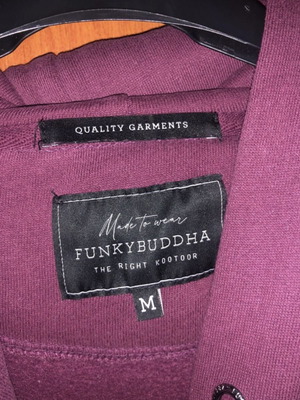 QUALITY GARMENTS
Made to wear
FUNKYBUDDHA
THE RIGHT KOOTOOR
M